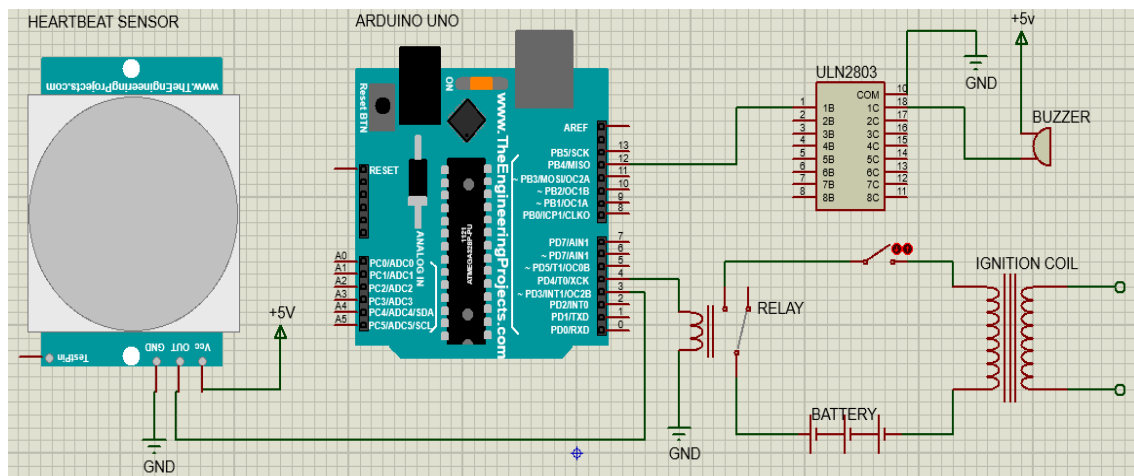 HEARTBEAT SENSOR
www.TheEngineeringProjects.com
TestPin
GND
OUT
Vcc
+5V
GND
ARDUINO UNO
Reset BTN
ON
www.TheEngineeringProjects.com
RESET
ANALOG IN
ATMEGA328P-PU
1121
A0 PC0/ADC0
A1 PC1/ADC1
A2 PC2/ADC2
A3 PC3/ADC3
A4 PC4/ADC4/SDA
A5 PC5/ADC5/SCL
AREF
PB5/SCK 13
PB4/MISO 12
~ PB3/MOSI/OC2A 11
~ PB2/OC1B 10
~ PB1/OC1A 9
PB0/ICP1/CLKO 8
PD7/AIN1 7
~ PD7/AIN1 6
~ PD5/T1/OC0B 5
PD4/T0/XCK 4
~ PD3/INT1/OC2B 3
PD2/INT0 2
PD1/TXD 1
PD0/RXD 0
ULN2803
COM 10
1 1B 1C 18
2 2B 2C 17
3 3B 3C 16
4 4B 4C 15
5 5B 5C 14
6 6B 6C 13
7 7B 7C 12
8 8B 8C 11
GND
+5v
BUZZER
RELAY
GND
IGNITION COIL
BATTERY